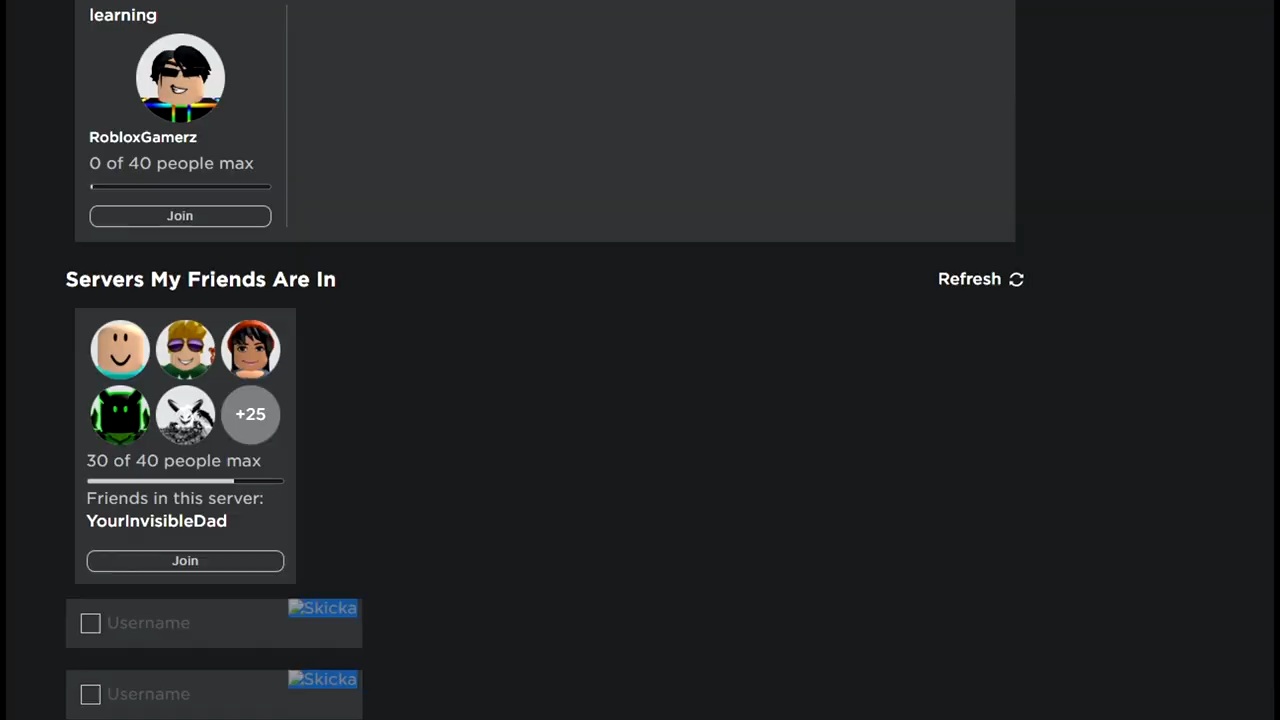 learning
RobloxGamerz
0 of 40 people max
Join
Servers My Friends Are In
Refresh
+25
30 of 40 people max
Friends in this server:
YourInvisibleDad
Join
Skicka
Username
Skicka
Username